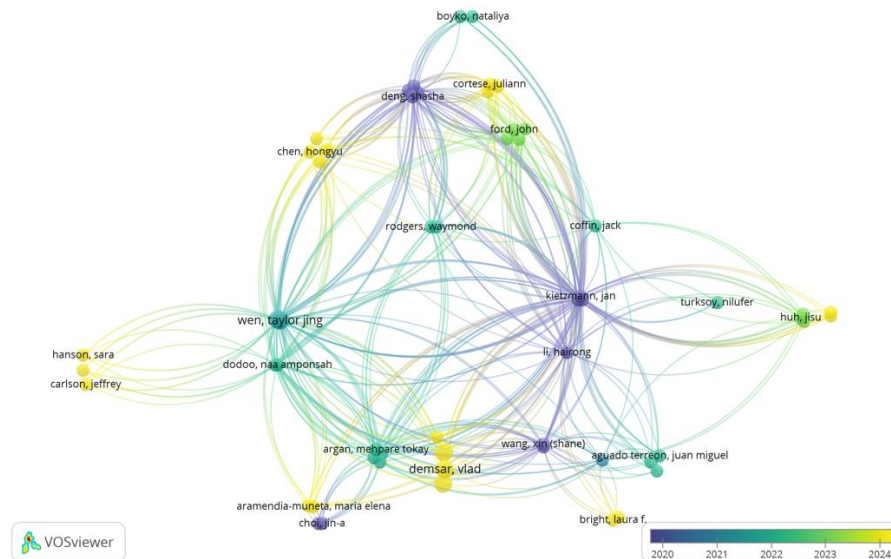 boyko, nataliya
cortese, juliann
deng, shasha
ford, john
chen, hongyu
rodgers, waymond
coffin, jack
kietzmann, jan
turksoy, nilufer
huh, jisu
wen, taylor jing
li, hairong
hanson, sara
dodoo, naa amponsah
carlson, jeffrey
wang, xin (shane)
argan, mehpare tokay
aguado terreon, juan miguel
demsar, vlad
aramendia-muneta, maria elena
choi, jin-a
bright, laura f.
VOSviewer
2020 2021 2022 2023 2024